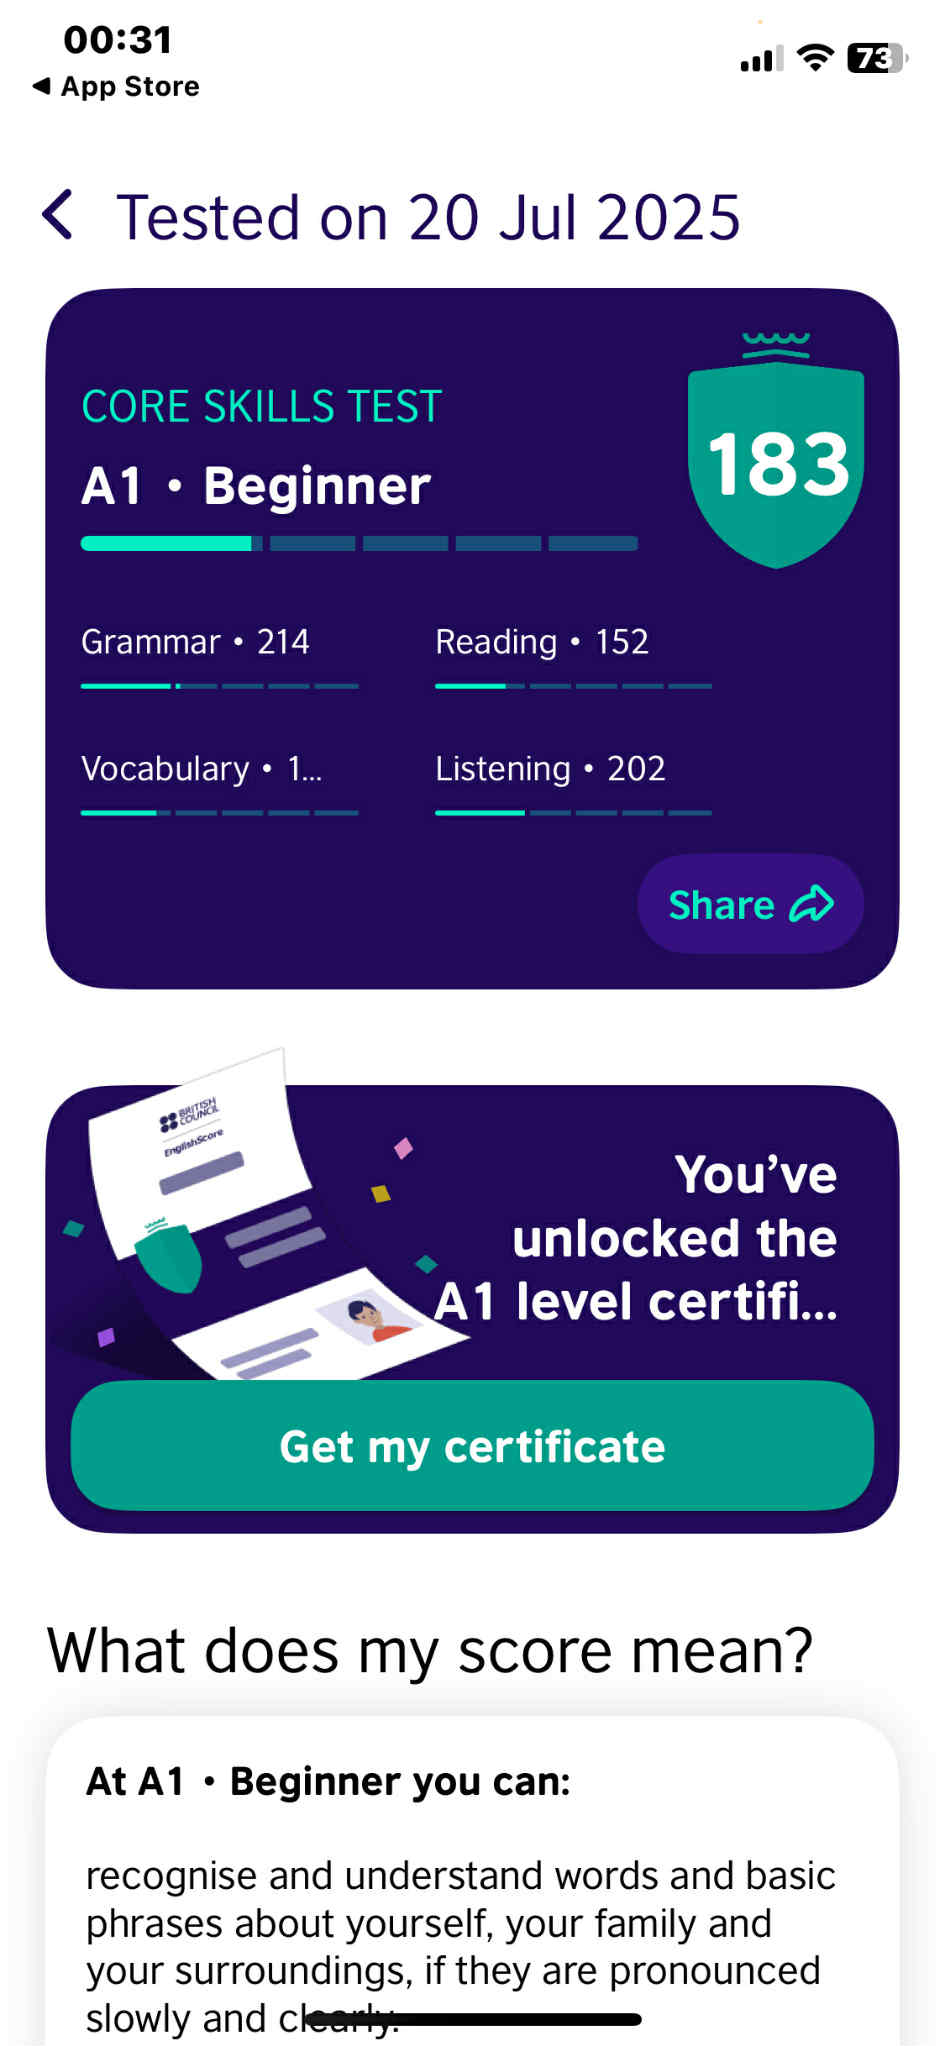 00:31
73
◀ App Store
Tested on 20 Jul 2025
CORE SKILLS TEST
A1 • Beginner
183
Grammar • 214
Reading • 152
Vocabulary • 1...
Listening • 202
Share
BRITISH
COUNCIL
EnglishScore
You’ve
unlocked the
A1 level certifi...
Get my certificate
What does my score mean?
At A1 • Beginner you can:
recognise and understand words and basic
phrases about yourself, your family and
your surroundings, if they are pronounced
slowly and clearly.